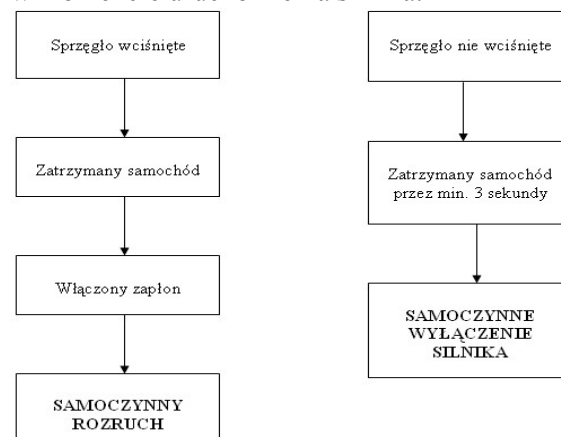 Sprzęgło wciśnięte
Zatrzymany samochód
Włączony zapłon
SAMOCZYNNY
ROZRUCH
Sprzęgło nie wciśnięte
Zatrzymany samochód
przez min. 3 sekundy
SAMOCZYNNE
WYŁĄCZENIE
SILNIKA